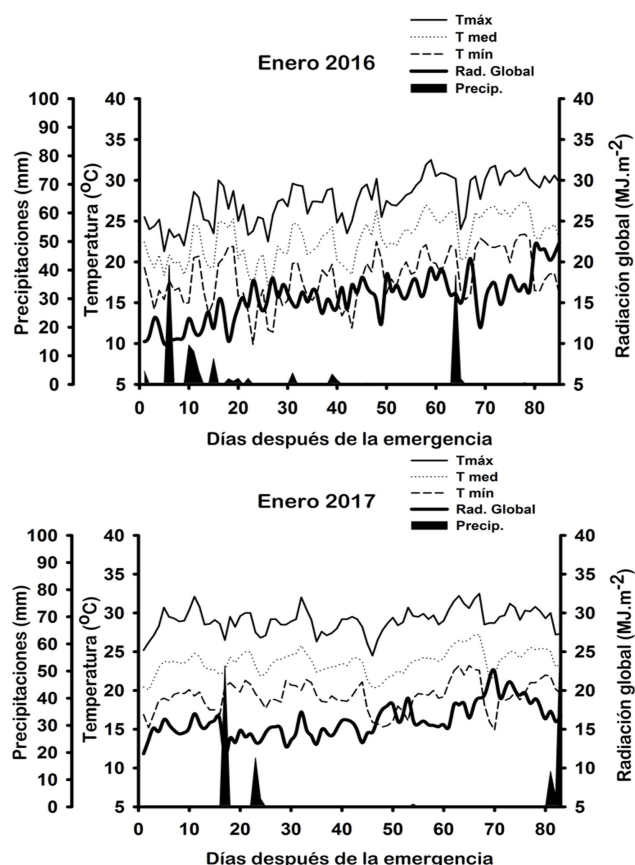 Tmáx
T med
T mín
Rad. Global
Precip.
Enero 2016
Precipitaciones (mm)
100
90
80
70
60
50
40
30
20
10
0
Temperatura (ºC)
40
35
30
25
20
15
10
5
0 10 20 30 40 50 60 70 80
Días después de la emergencia
40
35
30
25
20
15
10
5
Radiación global (MJ.m-2)
Tmáx
T med
T mín
Rad. Global
Precip.
Enero 2017
Precipitaciones (mm)
100
90
80
70
60
50
40
30
20
10
0
Temperatura (ºC)
40
35
30
25
20
15
10
5
0 10 20 30 40 50 60 70 80
Días después de la emergencia
40
35
30
25
20
15
10
5
Radiación global (MJ.m-2)